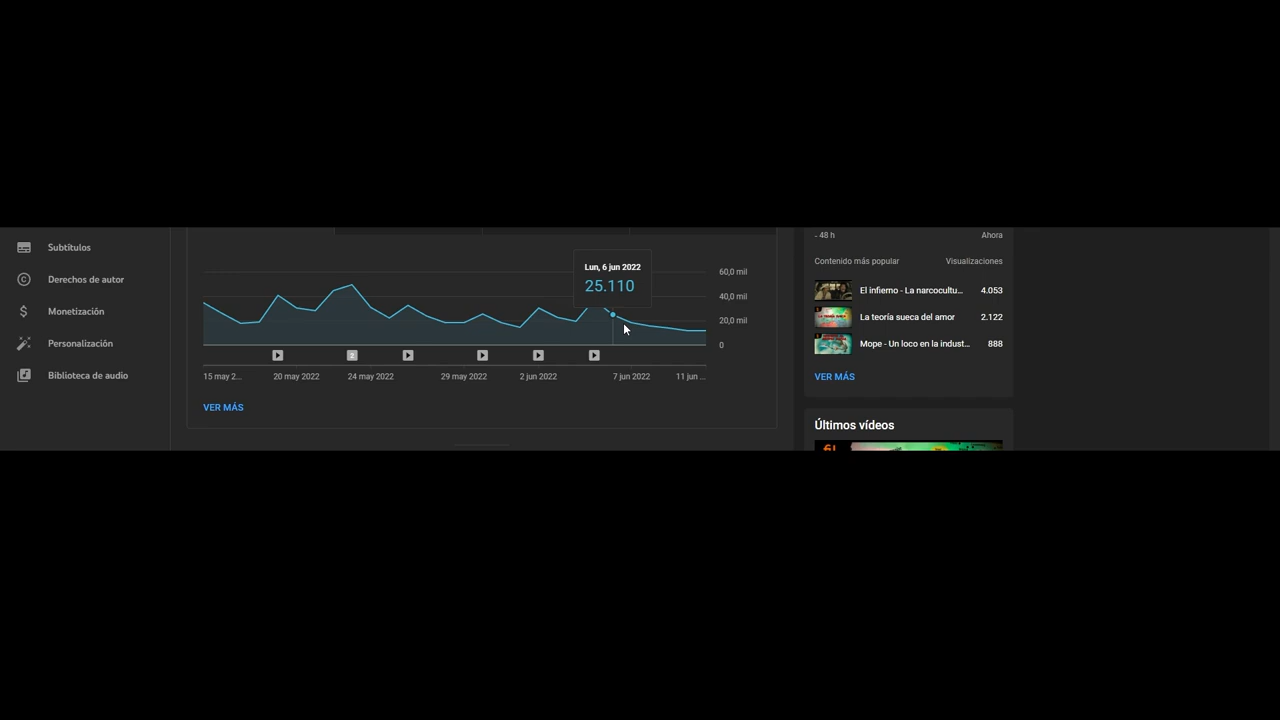 Subtítulos
Derechos de autor
Monetización
Personalización
Biblioteca de audio
Lun, 6 jun 2022
25.110
60,0 mil
40,0 mil
20,0 mil
0
2
15 may 2...
20 may 2022
24 may 2022
29 may 2022
2 jun 2022
7 jun 2022
11 jun ...
VER MÁS
- 48 h
Ahora
Contenido más popular
Visualizaciones
El infierno - La narcocultu...
4.053
La teoría sueca del amor
2.122
Mope - Un loco en la indust...
888
VER MÁS
Últimos vídeos